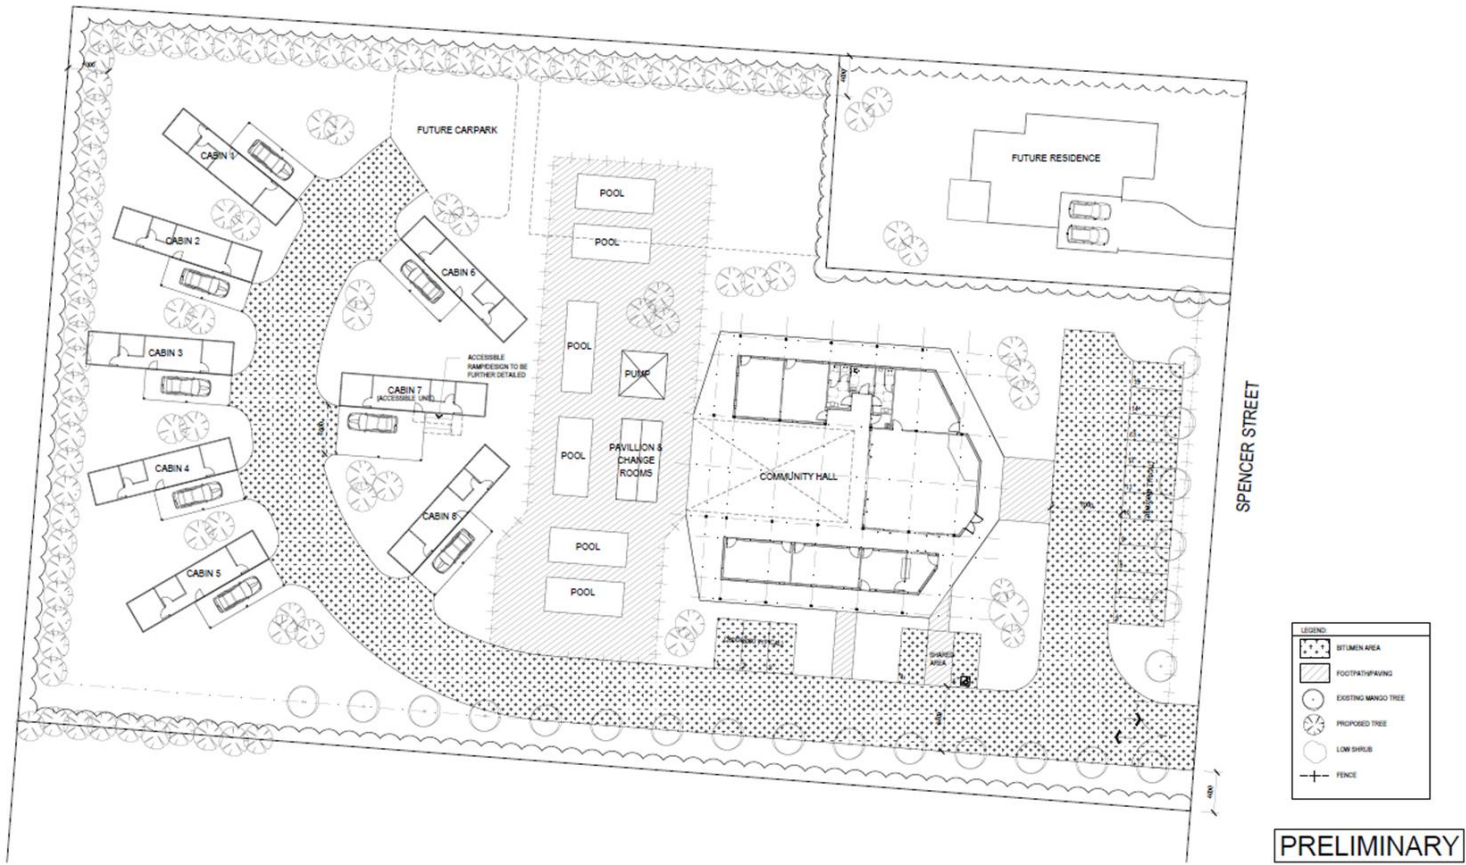 FUTURE CARPARK
CABIN 1
FUTURE RESIDENCE
POOL
CABIN 2
POOL
CABIN 6
POOL
CABIN 3
ACCESSIBLE
RAMP/DESIGN TO BE
FURTHER DETAILED
PUMP
CABIN 7
(ACCESSIBLE UNIT)
PAVILLION &
CHANGE
ROOMS
POOL
CABIN 4
COMMUNITY HALL
SPENCER STREET
CABIN 8
POOL
CABIN 5
POOL
SHARED
AREA
LEGEND:
BITUMEN AREA
FOOTPATH/PAVING
EXISTING MANGO TREE
PROPOSED TREE
LOW SHRUB
FENCE
4000
PRELIMINARY